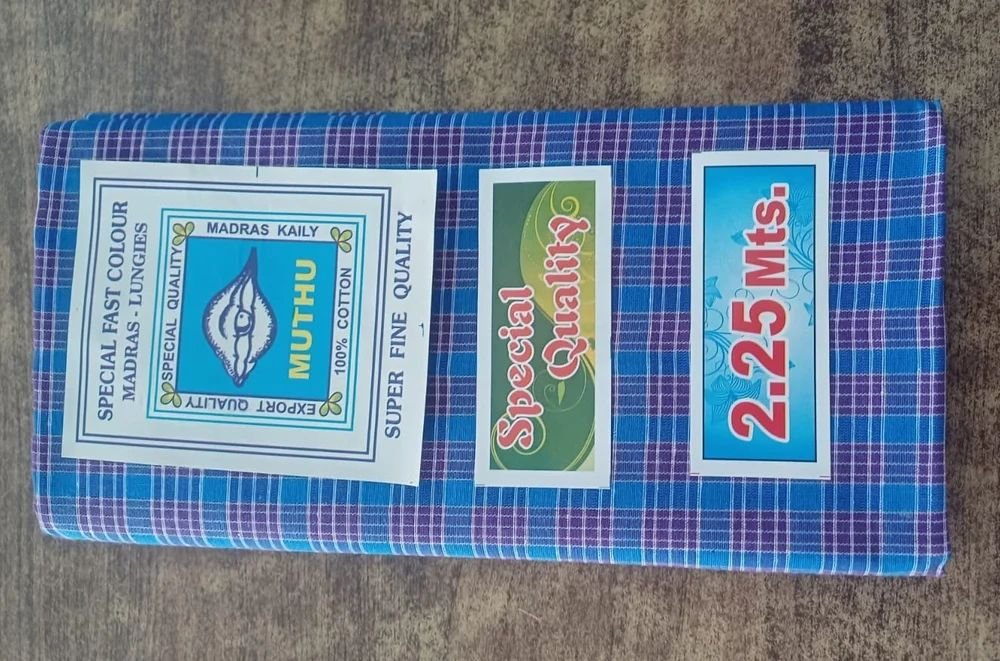 SPECIAL FAST COLOUR
MADRAS - LUNGIES
SPECIAL QUALITY
MADRAS KAILY
EXPORT QUALITY
MUTHU
100% COTTON
SUPER FINE QUALITY
Special
Quality
2.25 Mts.